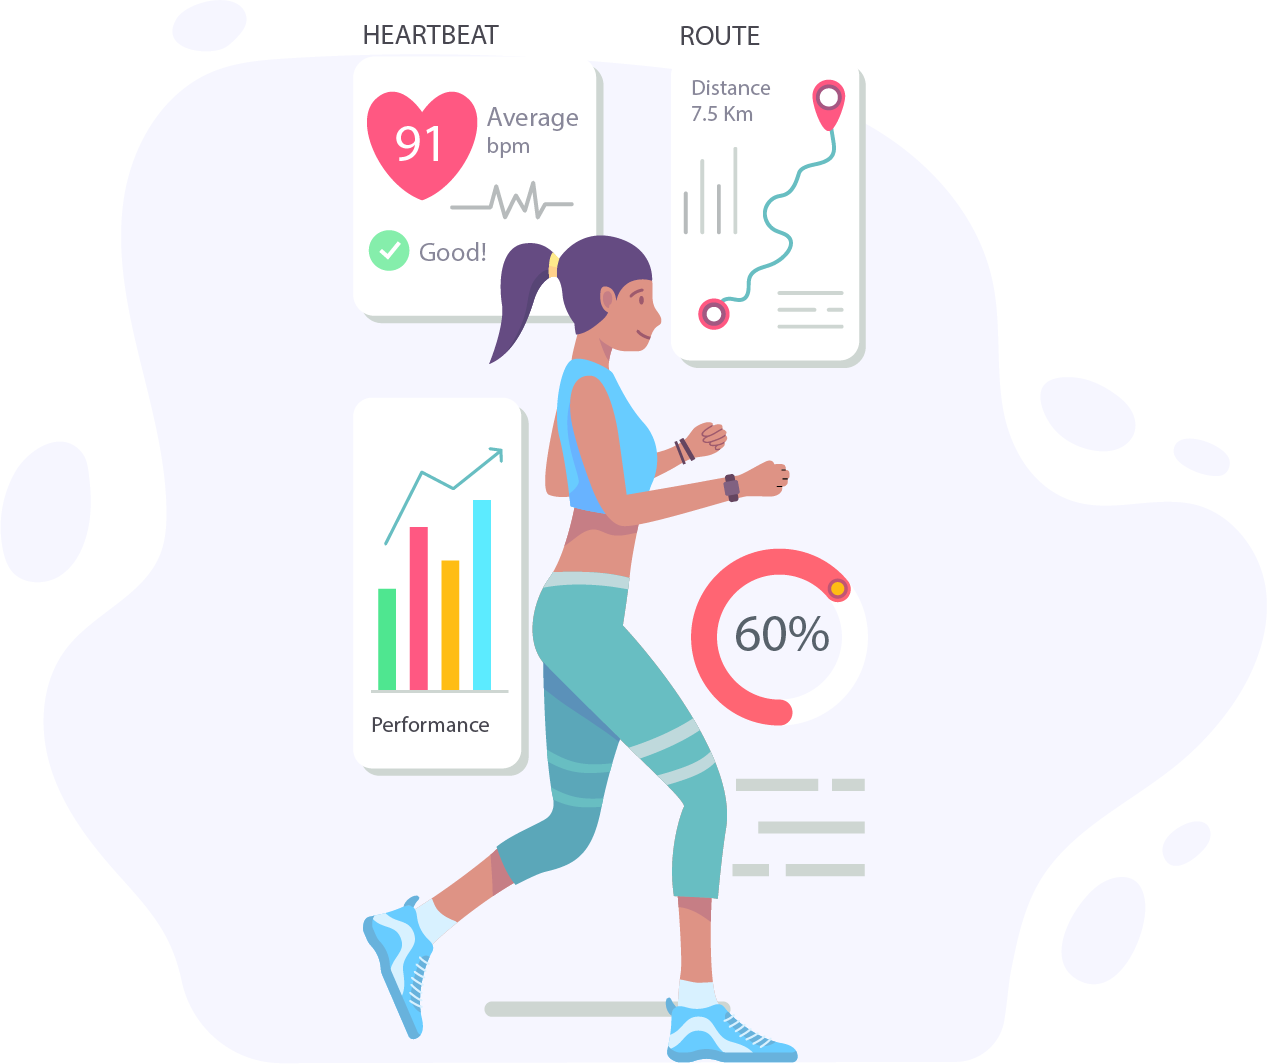 HEARTBEAT
91
Average
bpm
Good!
ROUTE
Distance
7.5 Km
Performance
60%